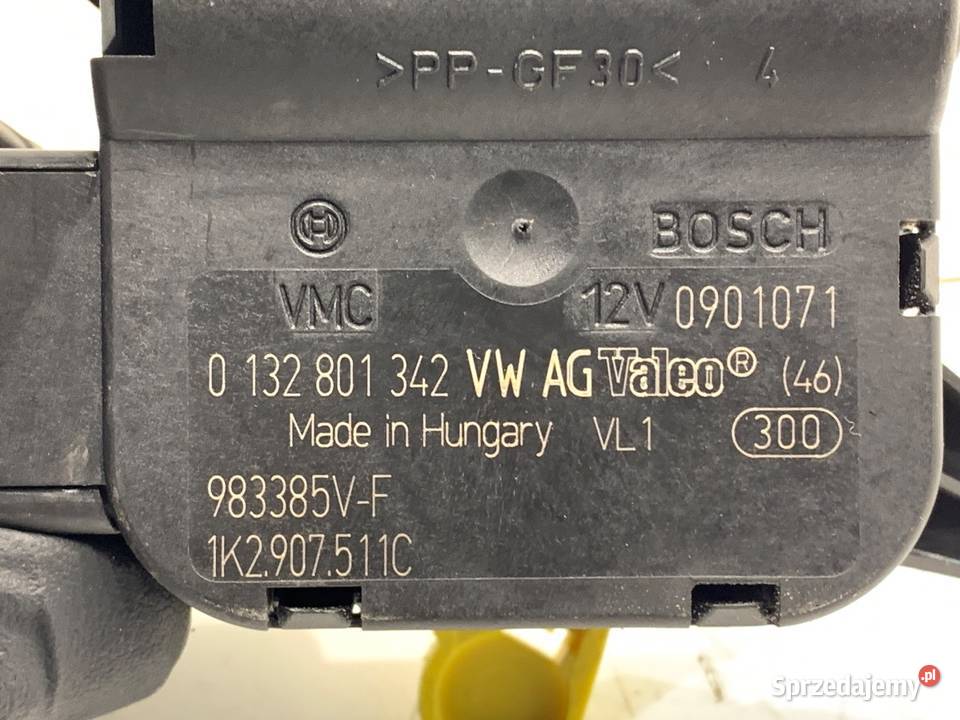 >PP-GF30< 4
BOSCH
VMC 12V 0901071
0 132 801 342 VW AG Valeo® (46)
Made in Hungary VL1 300
983385V-F
1K2.907.511C
Sprzedajemy.pl